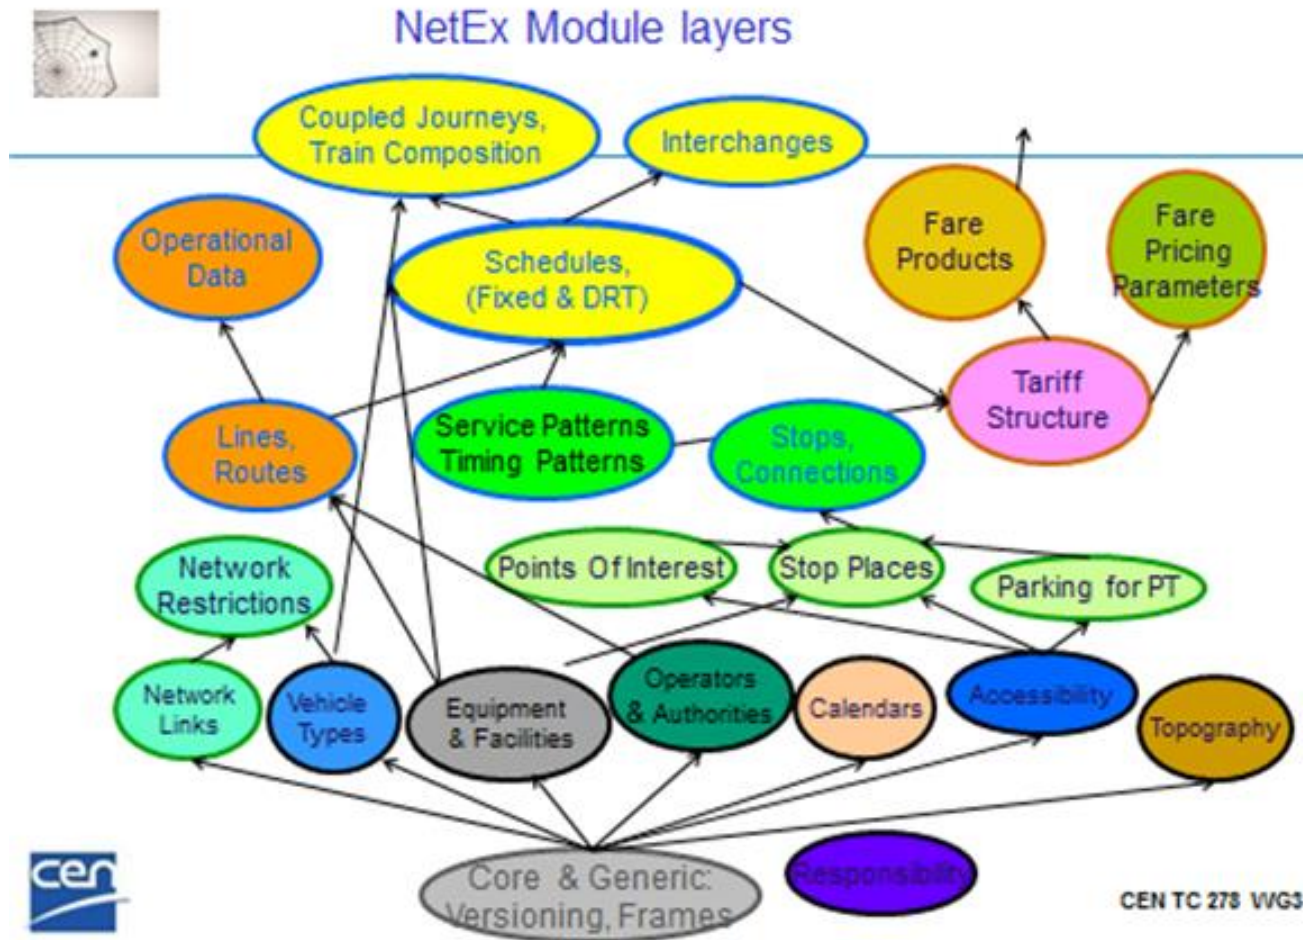 NetEx Module layers
Coupled Journeys,
Train Composition
Interchanges
Operational
Data
Schedules,
(Fixed & DRT)
Fare
Products
Fare
Pricing
Parameters
Tariff
Structure
Lines,
Routes
Service Patterns
Timing Patterns
Stops,
Connections
Network
Restrictions
Points Of Interest
Stop Places
Parking for PT
Network
Links
Vehicle
Types
Equipment
& Facilities
Operators
& Authorities
Calendars
Accessibility
Topography
Core & Generic:
Versioning, Frames
Responsibility
cen
CEN TC 278 WG3